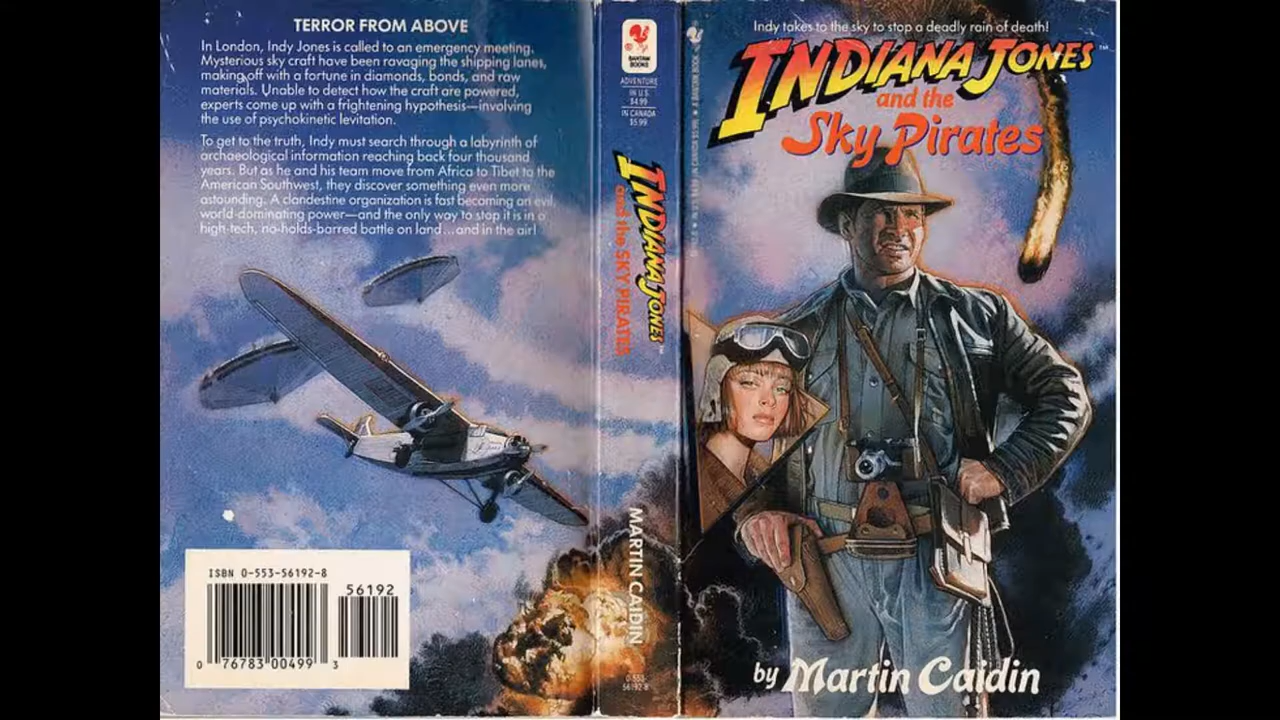 TERROR FROM ABOVE
In London, Indy Jones is called to an emergency meeting.
Mysterious sky craft have been ravaging the shipping lanes,
making off with a fortune in diamonds, bonds, and raw
materials. Unable to detect how the craft are powered,
experts come up with a frightening hypothesis—involving
the use of psychokinetic levitation.
To get to the truth, Indy must search through a labyrinth of
archaeological information reaching back four thousand
years. But as he and his team move from Africa to Tibet to the
American Southwest, they discover something even more
astounding. A clandestine organization is fast becoming an evil,
world-dominating power—and the only way to stop it is in a
high-tech, no-holds-barred battle on land...and in the air!
ISBN 0-553-56192-8
56192
0 76783 00499 3
BANTAM
BOOKS
ADVENTURE
IN U.S.
$4.99
IN CANADA
$5.99
INDIANA JONES™
and the SKY PIRATES
MARTIN CAIDIN
0-553-
56192-8
Indy takes to the sky to stop a deadly rain of death!
INDIANA JONES™
and the
Sky Pirates
by Martin Caidin